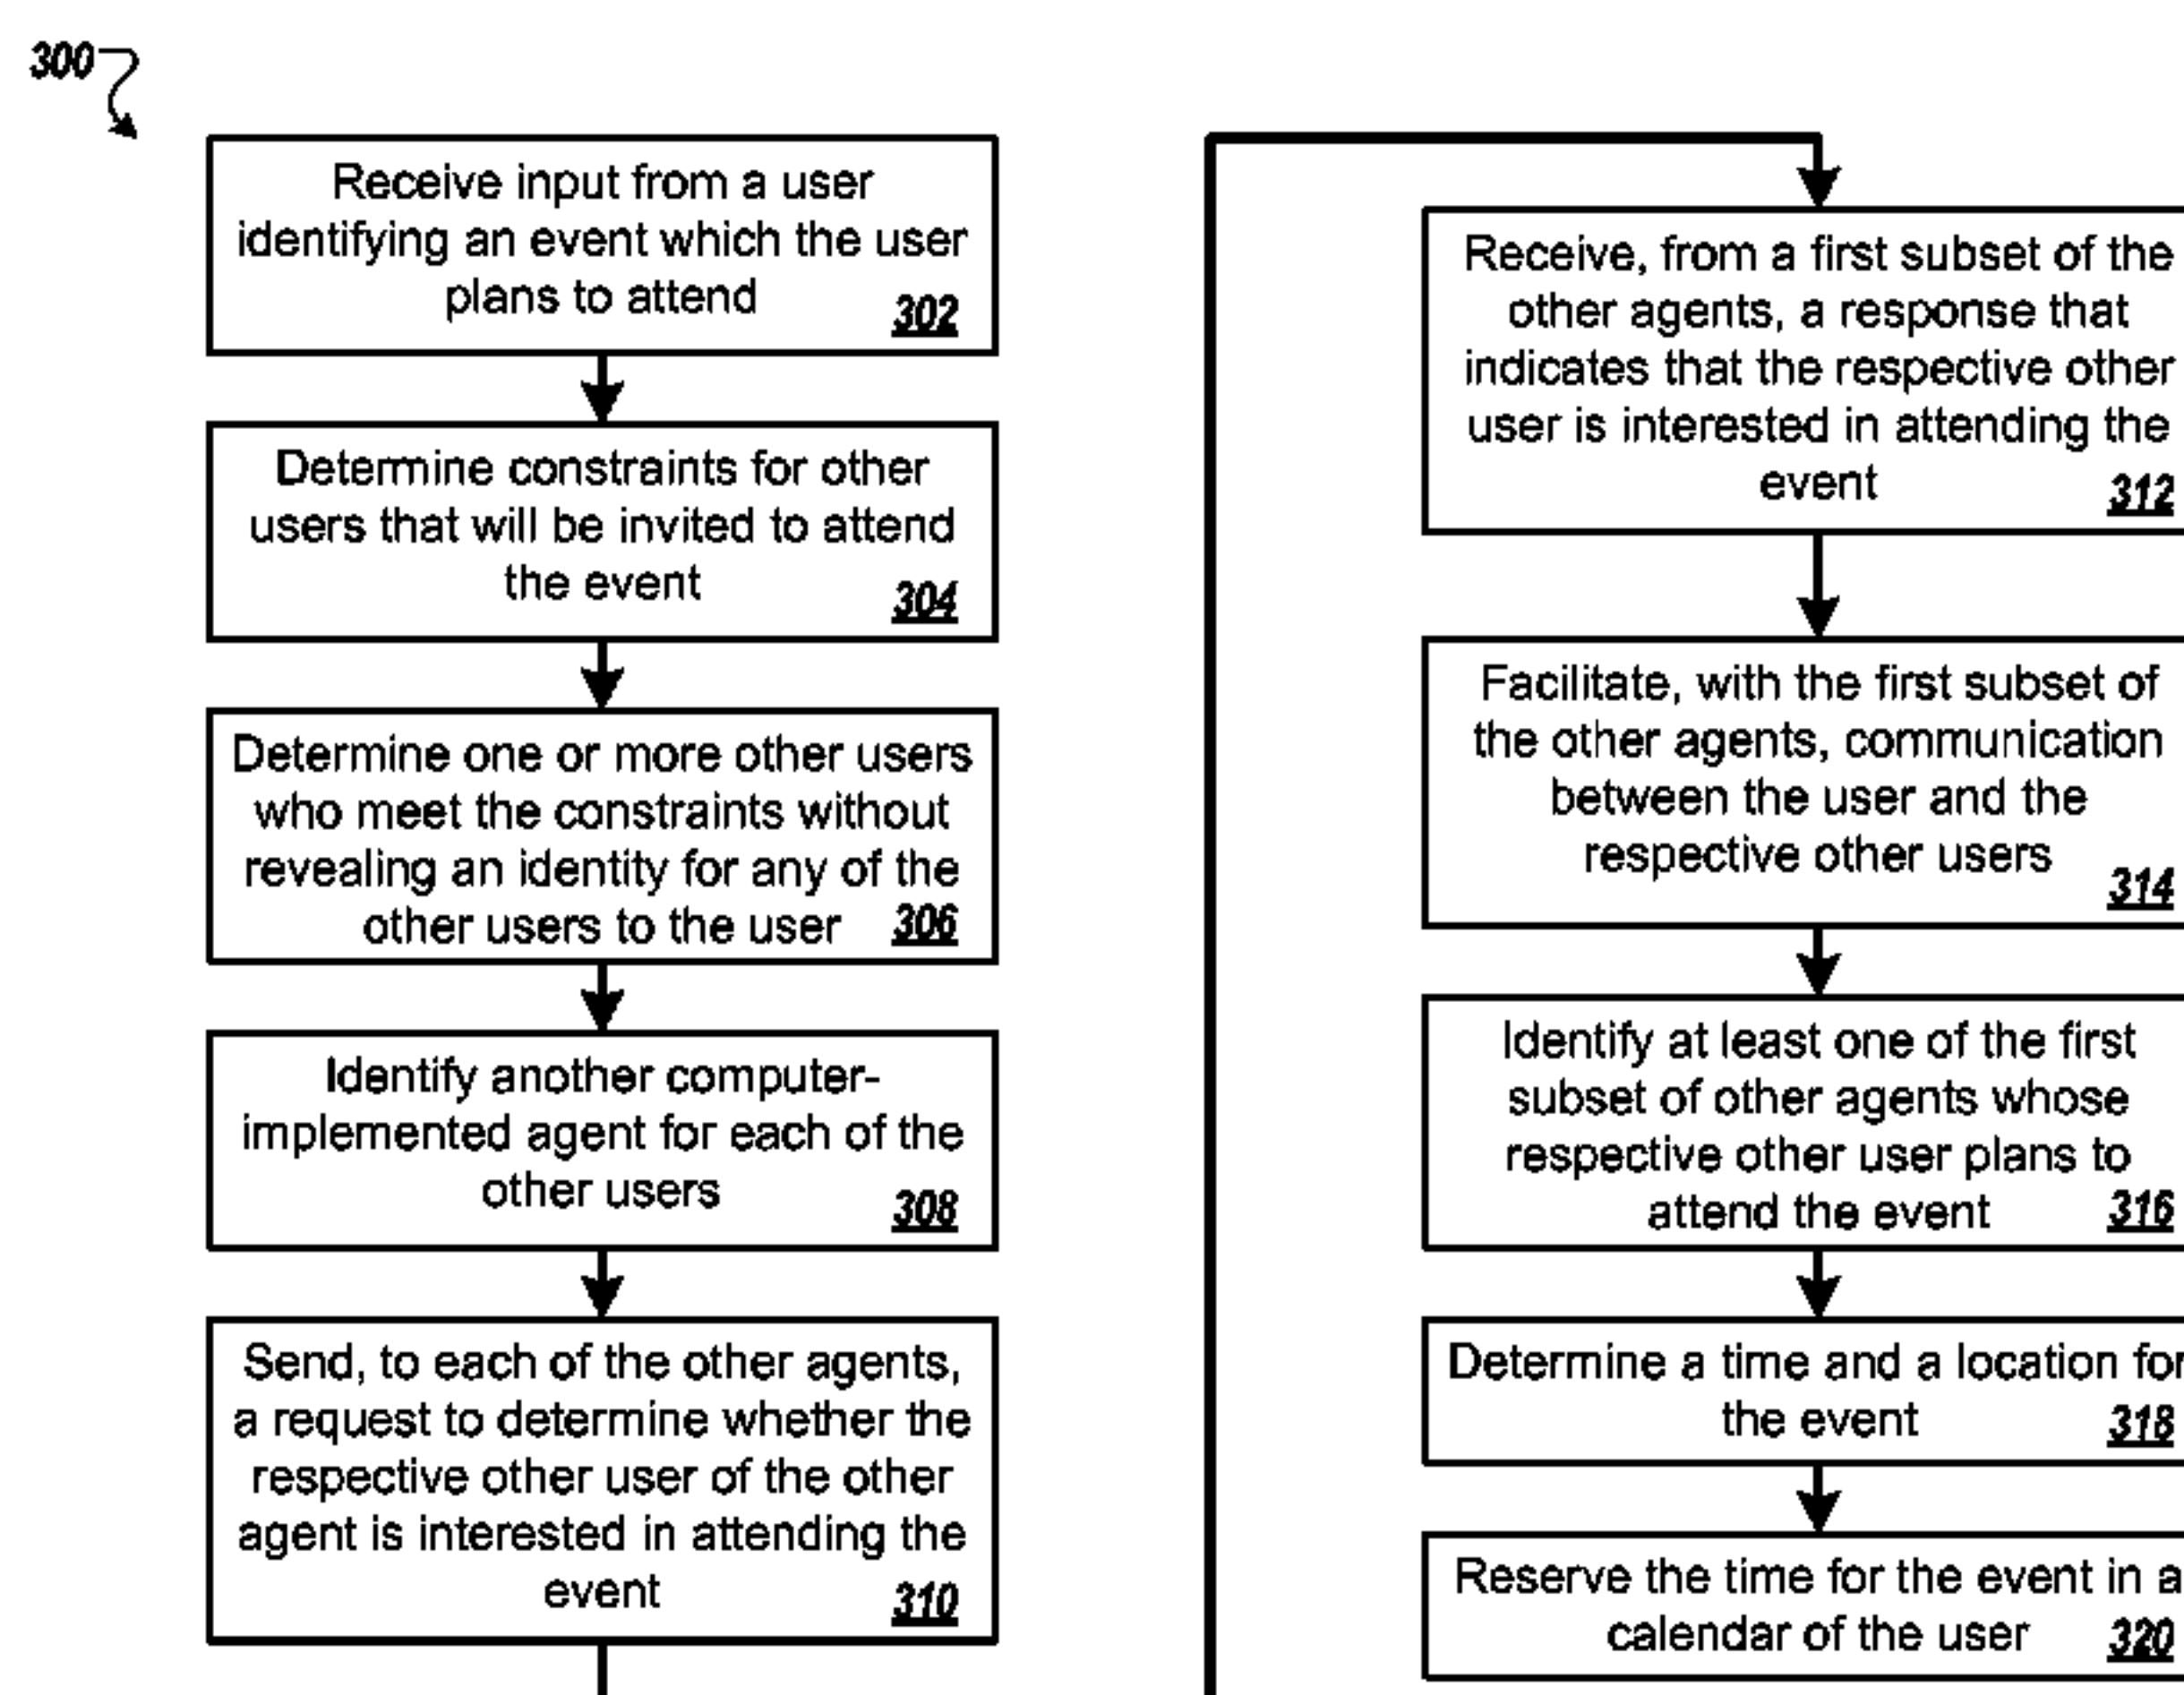 300
Receive input from a user
identifying an event which the user
plans to attend
302
Determine constraints for other
users that will be invited to attend
the event
304
Determine one or more other users
who meet the constraints without
revealing an identity for any of the
other users to the user 306
Identify another computer-
implemented agent for each of the
other users
308
Send, to each of the other agents,
a request to determine whether the
respective other user of the other
agent is interested in attending the
event
310
Receive, from a first subset of the
other agents, a response that
indicates that the respective other
user is interested in attending the
event
312
Facilitate, with the first subset of
the other agents, communication
between the user and the
respective other users
314
Identify at least one of the first
subset of other agents whose
respective other user plans to
attend the event 316
Determine a time and a location for
the event 318
Reserve the time for the event in a
calendar of the user 320